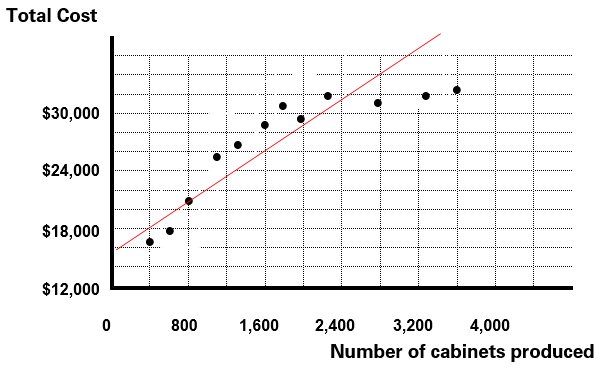 Total Cost
$30,000
$24,000
$18,000
$12,000
0 800 1,600 2,400 3,200 4,000
Number of cabinets produced